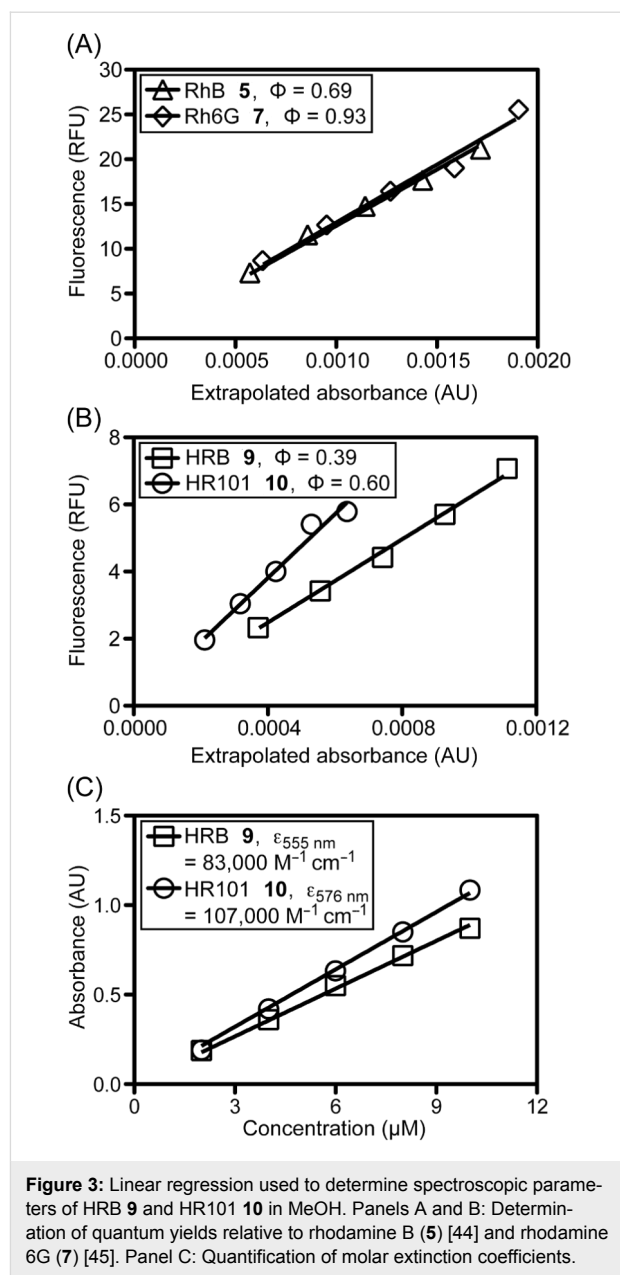 (A)
30
25
20
15
10
5
0
Fluorescence (RFU)
RhB 5, Φ = 0.69
Rh6G 7, Φ = 0.93
0.0000 0.0005 0.0010 0.0015 0.0020
Extrapolated absorbance (AU)
(B)
8
6
4
2
0
Fluorescence (RFU)
HRB 9, Φ = 0.39
HR101 10, Φ = 0.60
0.0000 0.0004 0.0008 0.0012
Extrapolated absorbance (AU)
(C)
1.5
1.0
0.5
0.0
Absorbance (AU)
HRB 9, ε555 nm
= 83,000 M⁻¹ cm⁻¹
HR101 10, ε576 nm
= 107,000 M⁻¹ cm⁻¹
0 3 6 9 12
Concentration (µM)
Figure 3: Linear regression used to determine spectroscopic parame-
ters of HRB 9 and HR101 10 in MeOH. Panels A and B: Determin-
ation of quantum yields relative to rhodamine B (5) [44] and rhodamine
6G (7) [45]. Panel C: Quantification of molar extinction coefficients.